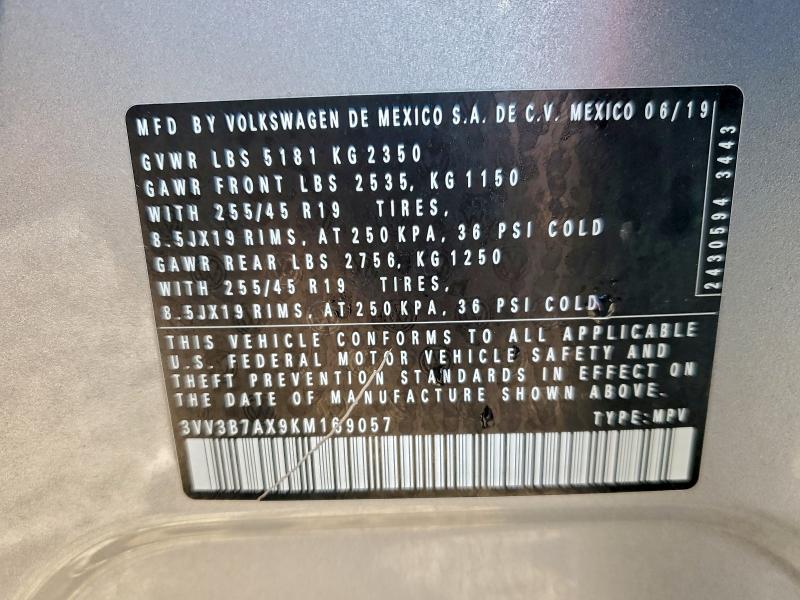 MFD BY VOLKSWAGEN DE MEXICO S.A. DE C.V. MEXICO 06/19
GVWR LBS 5181 KG 2350
GAWR FRONT LBS 2535, KG 1150
WITH 255/45 R19 TIRES,
8.5JX19 RIMS, AT 250 KPA, 36 PSI COLD
GAWR REAR LBS 2756, KG 1250
WITH 255/45 R19 TIRES,
8.5JX19 RIMS, AT 250 KPA, 36 PSI COLD
2430594 3443
THIS VEHICLE CONFORMS TO ALL APPLICABLE
U.S. FEDERAL MOTOR VEHICLE SAFETY AND
THEFT PREVENTION STANDARDS IN EFFECT ON
THE DATE OF MANUFACTURE SHOWN ABOVE.
3VV3B7AX9KM169057 TYPE: MPV